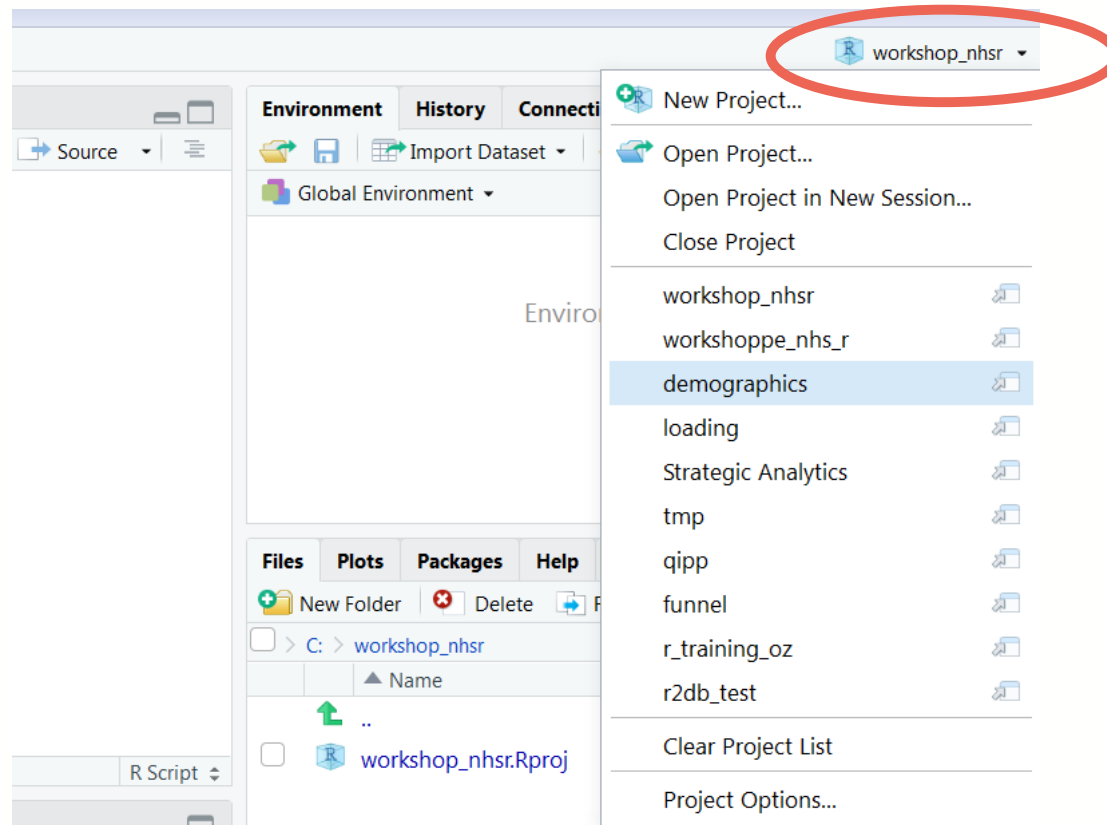 workshop_nhsr
Source
Environment History Connecti
Import Dataset
Global Environment
Enviro
New Project...
Open Project...
Open Project in New Session...
Close Project
workshop_nhsr
workshoppe_nhs_r
demographics
loading
Strategic Analytics
tmp
qipp
funnel
r_training_oz
r2db_test
Clear Project List
Project Options...
Files Plots Packages Help
New Folder Delete
C: > workshop_nhsr
Name
..
workshop_nhsr.Rproj
R Script